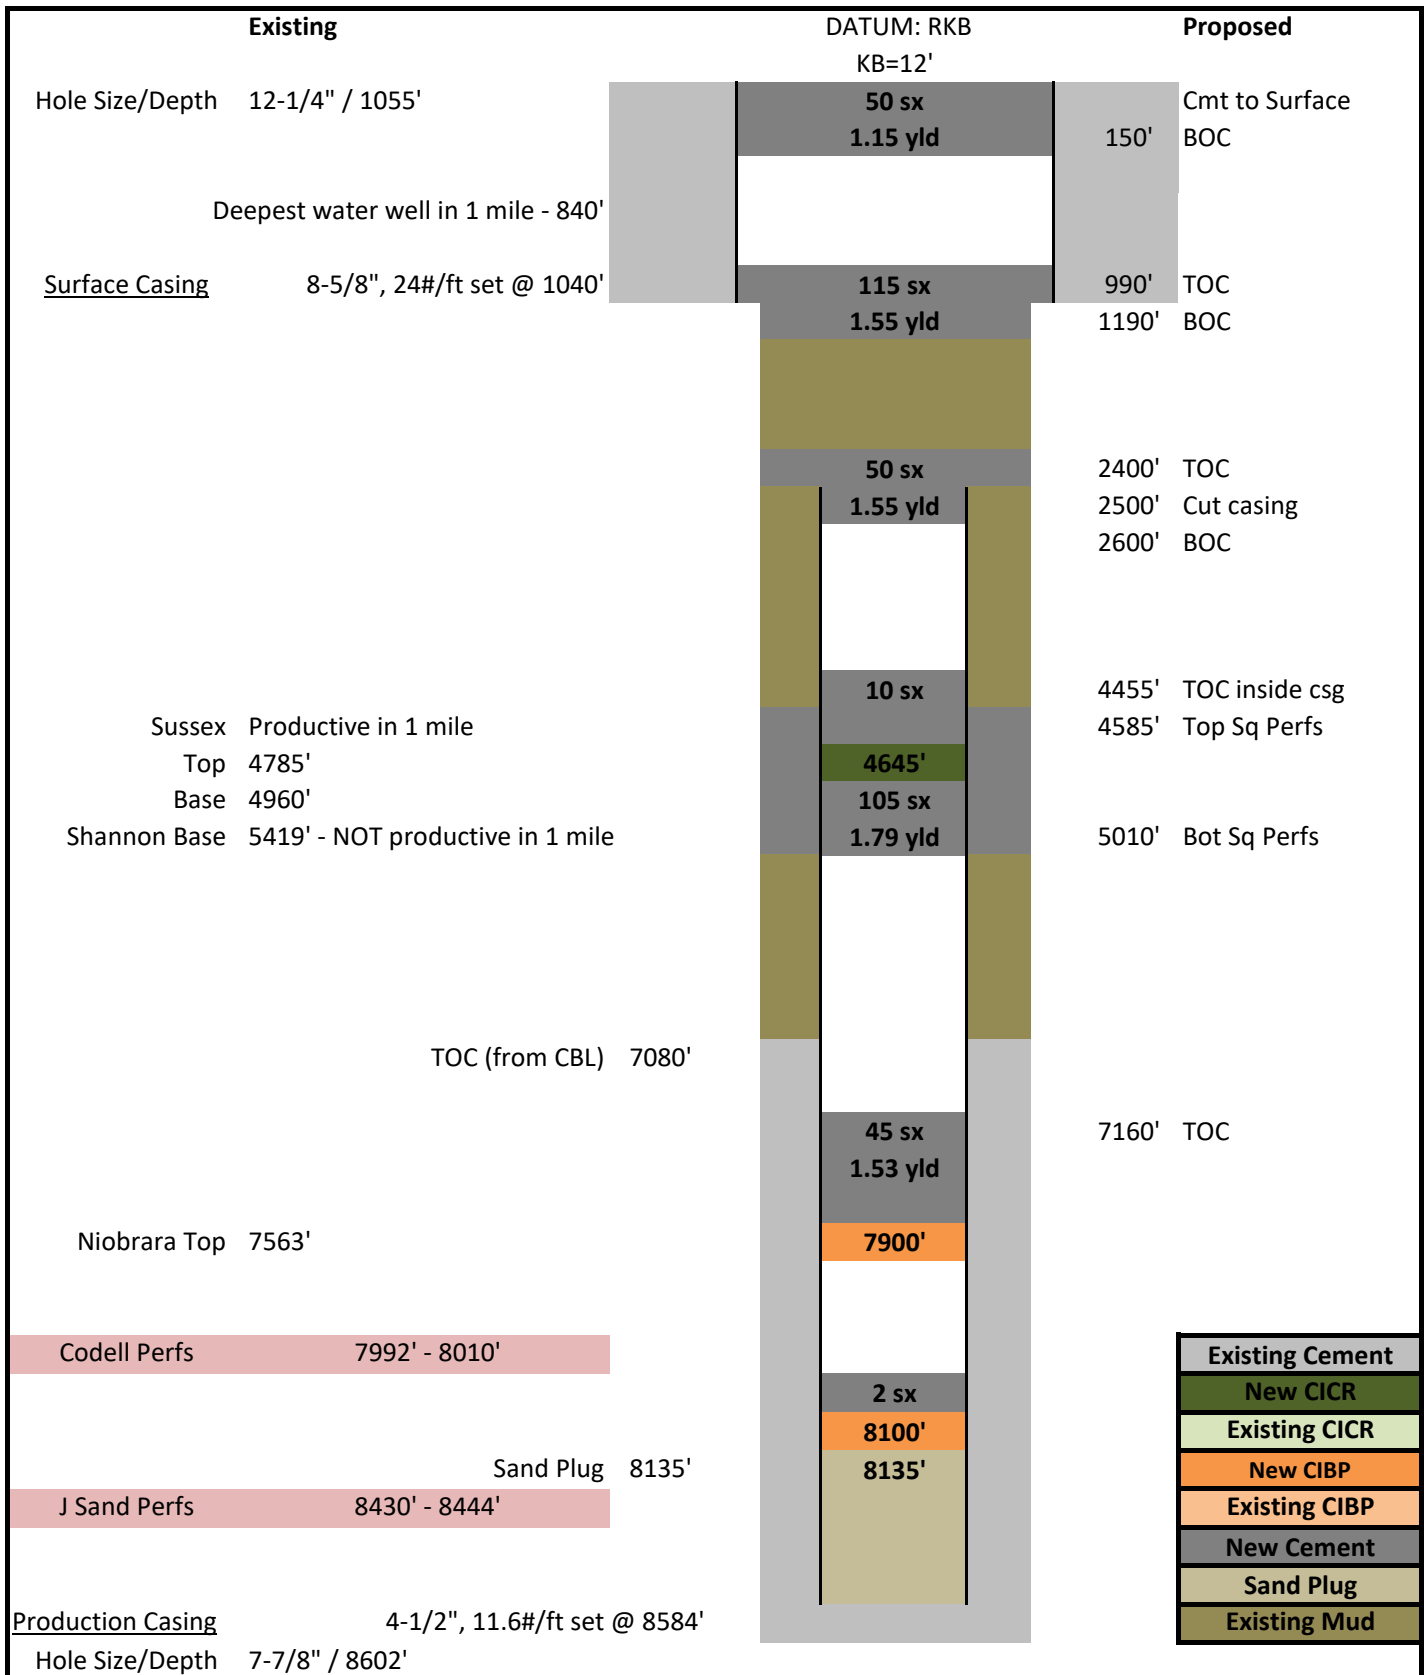 Existing DATUM: RKB Proposed
KB=12'
Hole Size/Depth 12-1/4" / 1055' 50 sx Cmt to Surface
1.15 yld 150' BOC
Deepest water well in 1 mile - 840'
Surface Casing 8-5/8", 24#/ft set @ 1040' 115 sx 990' TOC
1.55 yld 1190' BOC
50 sx 2400' TOC
1.55 yld 2500' Cut casing
2600' BOC
10 sx 4455' TOC inside csg
Sussex Productive in 1 mile 4585' Top Sq Perfs
Top 4785' 4645'
Base 4960' 105 sx
Shannon Base 5419' - NOT productive in 1 mile 1.79 yld 5010' Bot Sq Perfs
TOC (from CBL) 7080'
45 sx 7160' TOC
1.53 yld
Niobrara Top 7563' 7900'
Codell Perfs 7992' - 8010' Existing Cement
2 sx New CICR
8100' Existing CICR
Sand Plug 8135' 8135' New CIBP
J Sand Perfs 8430' - 8444' Existing CIBP
New Cement
Sand Plug
Production Casing 4-1/2", 11.6#/ft set @ 8584' Existing Mud
Hole Size/Depth 7-7/8" / 8602'